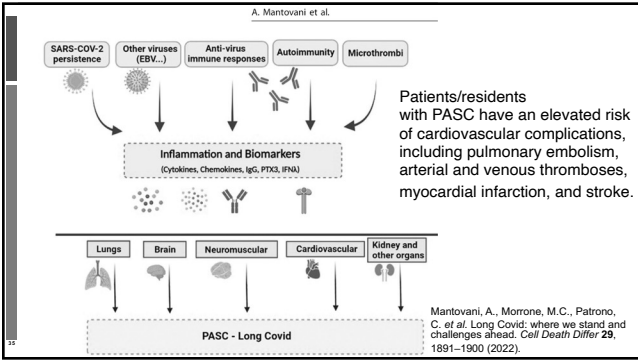 A. Mantovani et al.
SARS-COV-2
persistence
Other viruses
(EBV...)
Anti-virus
immune responses
Autoimmunity
Microthrombi
Inflammation and Biomarkers
(Cytokines, Chemokines, IgG, PTX3, IFNλ)
Lungs
Brain
Neuromuscular
Cardiovascular
Kidney and
other organs
PASC - Long Covid
Patients/residents
with PASC have an elevated risk
of cardiovascular complications,
including pulmonary embolism,
arterial and venous thromboses,
myocardial infarction, and stroke.
Mantovani, A., Morrone, M.C., Patrono,
C. et al. Long Covid: where we stand and
challenges ahead. Cell Death Differ 29,
1891–1900 (2022).
35